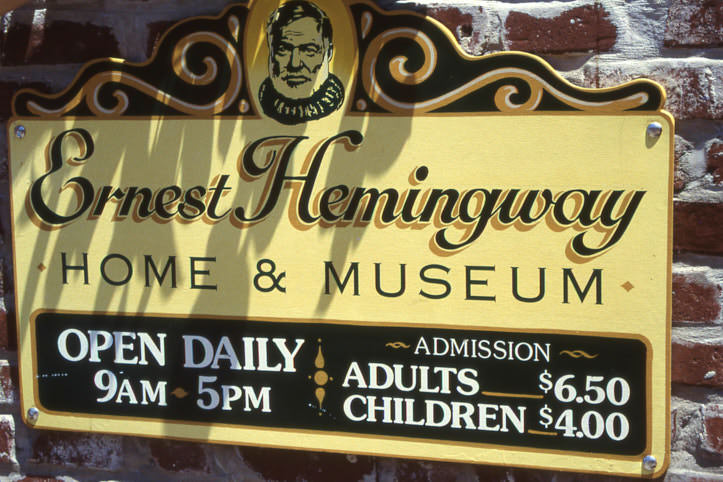 Ernest Hemingway
HOME & MUSEUM
OPEN DAILY
9AM 5PM
ADMISSION
ADULTS $6.50
CHILDREN $4.00